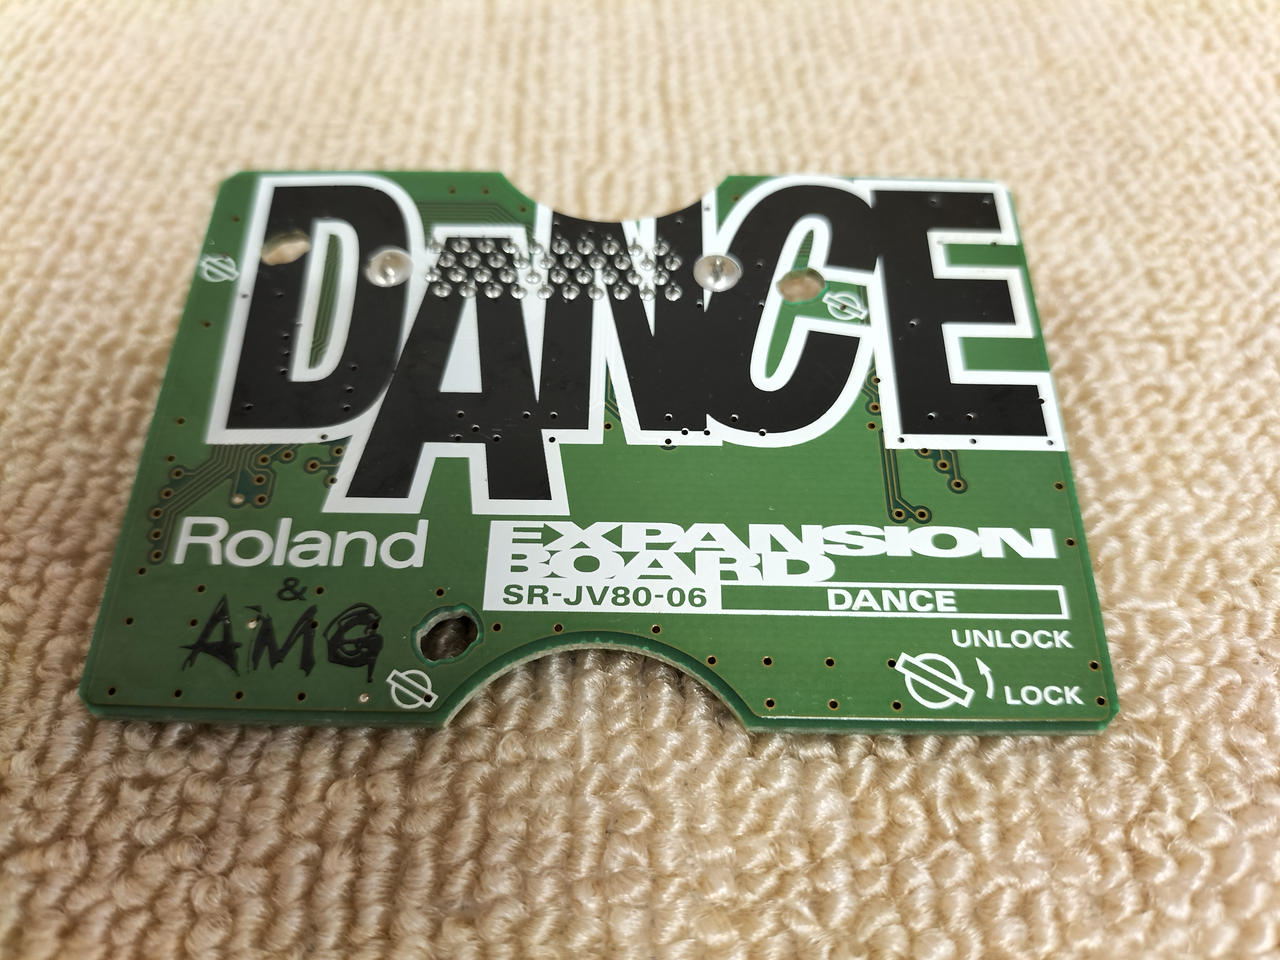 DANCE
Roland
&
AMG
EXPANSION
BOARD
SR-JV80-06 DANCE
UNLOCK
LOCK